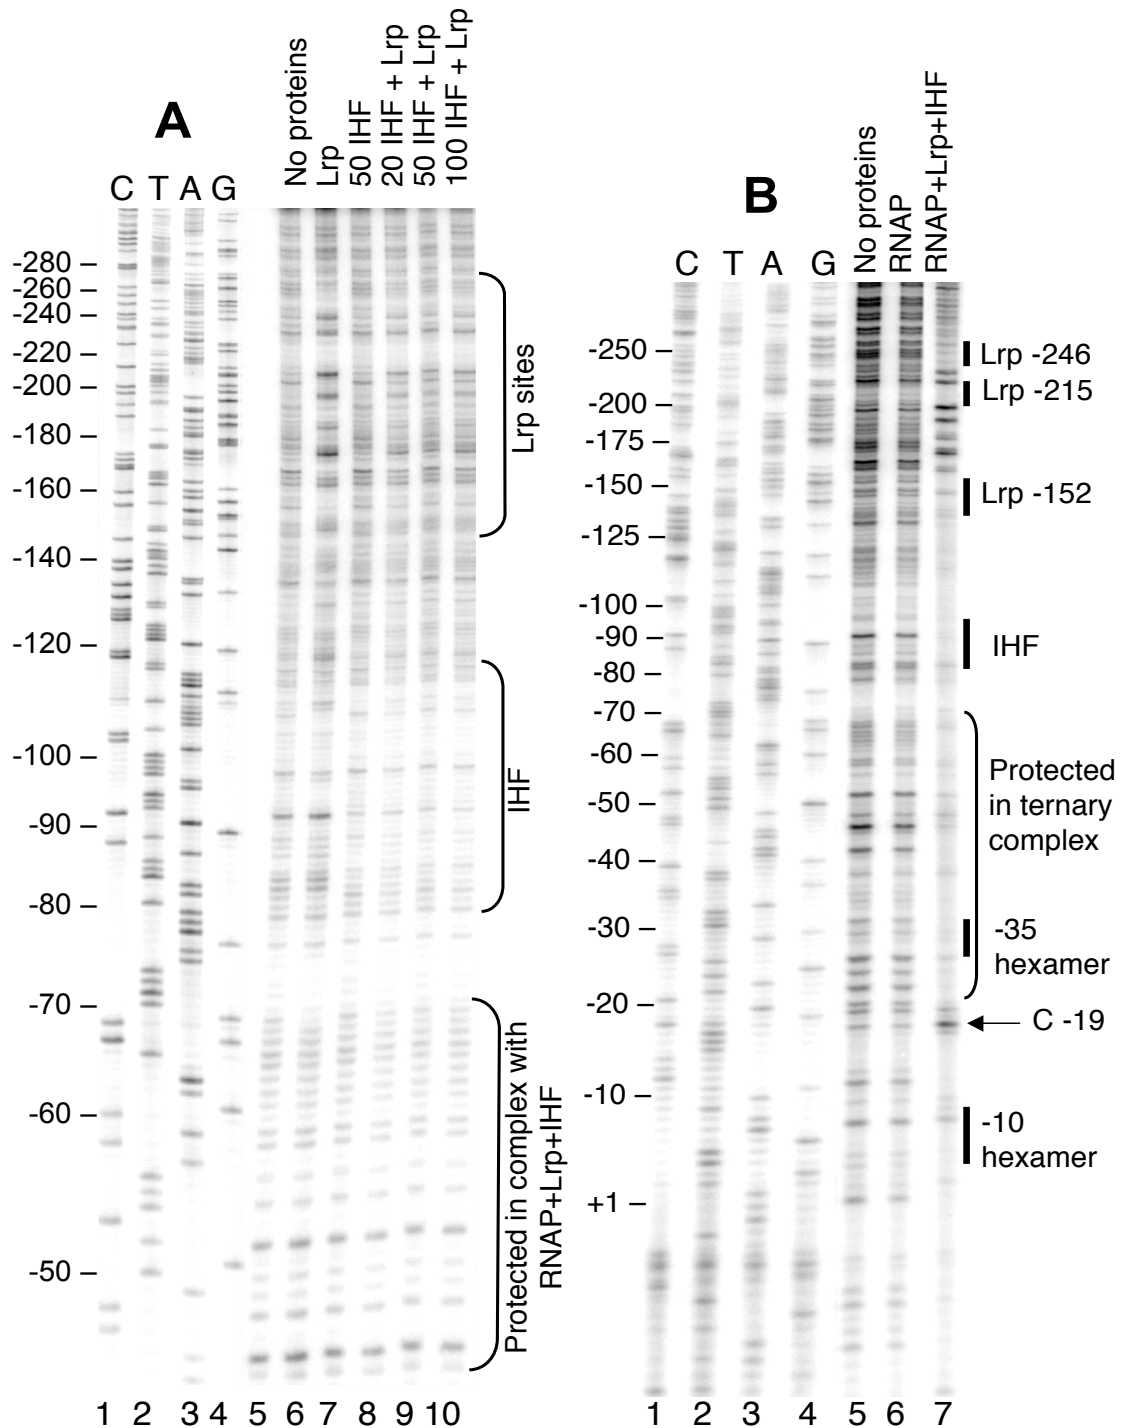 A
C T A G
No proteins
Lrp
50 IHF
20 IHF + Lrp
50 IHF + Lrp
100 IHF + Lrp
-280
-260
-240
-220
-200
-180
-160
-140
-120
-100
-90
-80
-70
-60
-50
Lrp sites
IHF
Protected in complex with
RNAP+Lrp+IHF
1 2 3 4 5 6 7 8 9 10
B
C T A G
No proteins
RNAP
RNAP+Lrp+IHF
-250
-200
-175
-150
-125
-100
-90
-80
-70
-60
-50
-40
-30
-20
-10
+1
Lrp -246
Lrp -215
Lrp -152
IHF
Protected
in ternary
complex
-35
hexamer
C -19
-10
hexamer
1 2 3 4 5 6 7